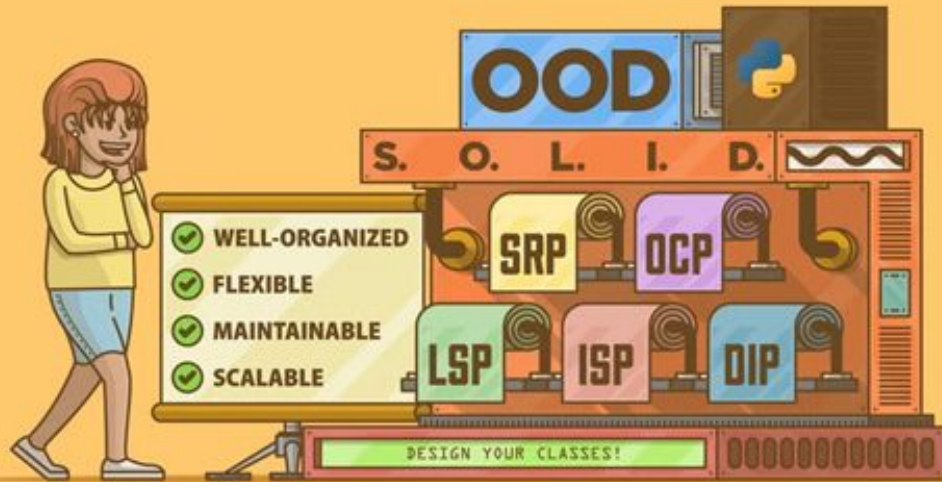 OOD
S. O. L. I. D.
WELL-ORGANIZED
FLEXIBLE
MAINTAINABLE
SCALABLE
SRP
OCP
LSP
ISP
DIP
DESIGN YOUR CLASSES!